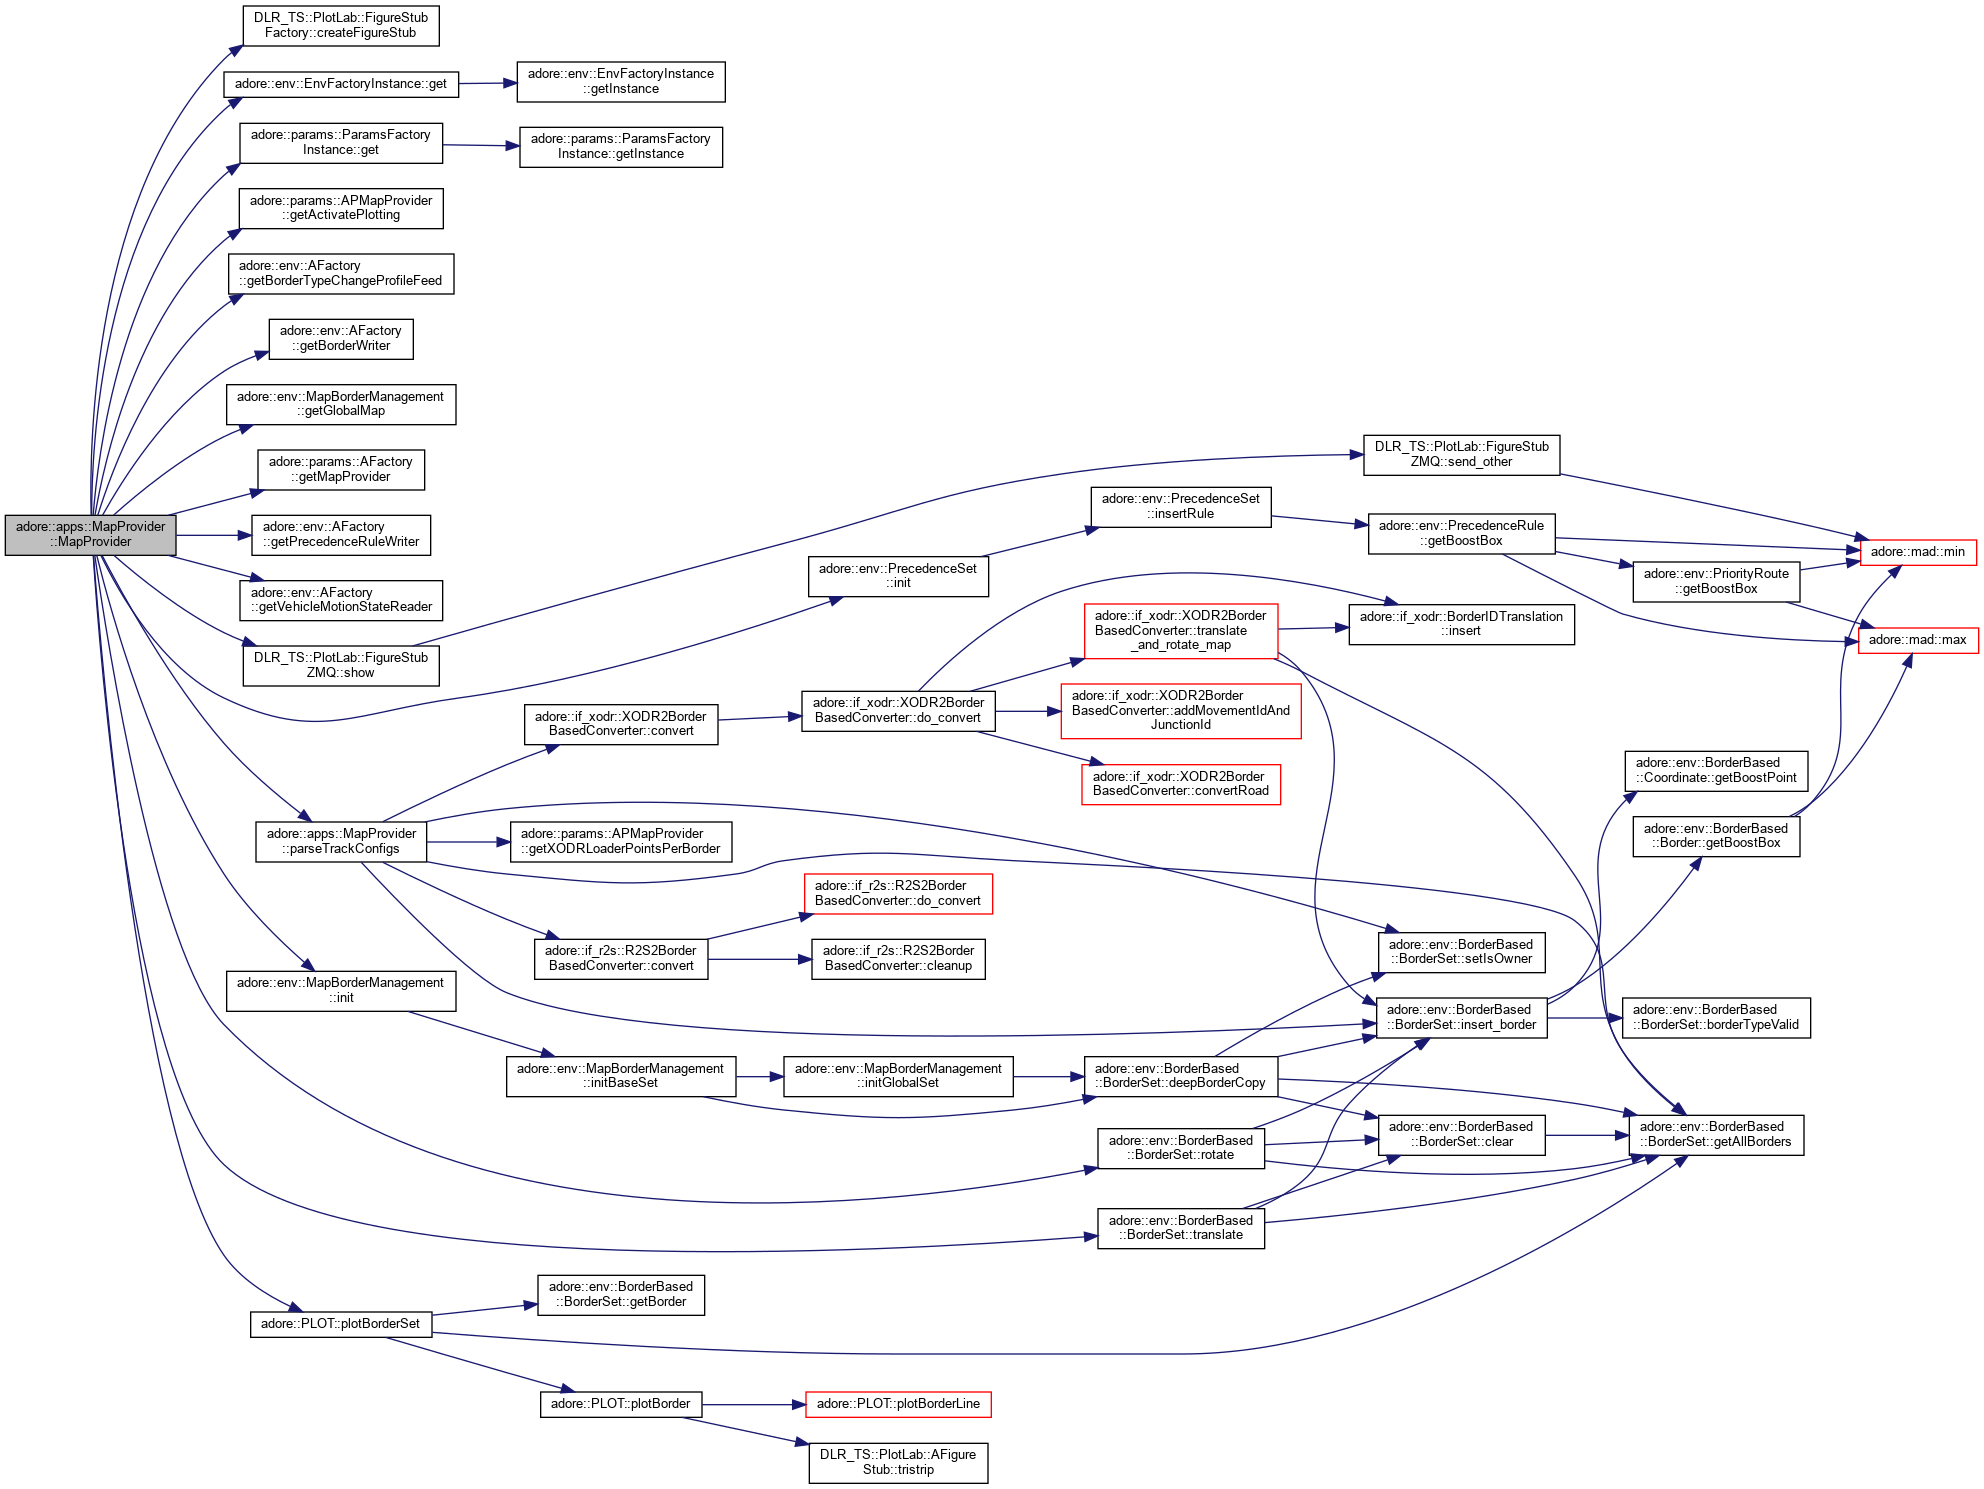 DLR_TS::PlotLab::FigureStub
Factory::createFigureStub
adore::env::EnvFactoryInstance::get
adore::env::EnvFactoryInstance
::getInstance
adore::params::ParamsFactory
Instance::get
adore::params::ParamsFactory
Instance::getInstance
adore::params::APMapProvider
::getActivatePlotting
adore::env::AFactory
::getBorderTypeChangeProfileFeed
adore::env::AFactory
::getBorderWriter
adore::env::MapBorderManagement
::getGlobalMap
adore::params::AFactory
::getMapProvider
adore::apps::MapProvider
::MapProvider
adore::env::AFactory
::getPrecedenceRuleWriter
adore::env::AFactory
::getVehicleMotionStateReader
DLR_TS::PlotLab::FigureStub
ZMQ::show
DLR_TS::PlotLab::FigureStub
ZMQ::send_other
adore::env::PrecedenceSet
::init
adore::env::PrecedenceSet
::insertRule
adore::env::PrecedenceRule
::getBoostBox
adore::env::PriorityRoute
::getBoostBox
adore::mad::min
adore::mad::max
adore::apps::MapProvider
::parseTrackConfigs
adore::if_xodr::XODR2Border
BasedConverter::convert
adore::if_xodr::XODR2Border
BasedConverter::do_convert
adore::if_xodr::XODR2Border
BasedConverter::translate
_and_rotate_map
adore::if_xodr::BorderIDTranslation
::insert
adore::if_xodr::XODR2Border
BasedConverter::addMovementIdAnd
JunctionId
adore::if_xodr::XODR2Border
BasedConverter::convertRoad
adore::params::APMapProvider
::getXODRLoaderPointsPerBorder
adore::if_r2s::R2S2Border
BasedConverter::convert
adore::if_r2s::R2S2Border
BasedConverter::do_convert
adore::if_r2s::R2S2Border
BasedConverter::cleanup
adore::env::BorderBased
::Coordinate::getBoostPoint
adore::env::BorderBased
::Border::getBoostBox
adore::env::BorderBased
::BorderSet::setIsOwner
adore::env::BorderBased
::BorderSet::insert_border
adore::env::BorderBased
::BorderSet::borderTypeValid
adore::env::MapBorderManagement
::init
adore::env::MapBorderManagement
::initBaseSet
adore::env::MapBorderManagement
::initGlobalSet
adore::env::BorderBased
::BorderSet::deepBorderCopy
adore::env::BorderBased
::BorderSet::clear
adore::env::BorderBased
::BorderSet::getAllBorders
adore::env::BorderBased
::BorderSet::rotate
adore::env::BorderBased
::BorderSet::translate
adore::PLOT::plotBorderSet
adore::env::BorderBased
::BorderSet::getBorder
adore::PLOT::plotBorder
adore::PLOT::plotBorderLine
DLR_TS::PlotLab::AFigure
Stub::tristrip